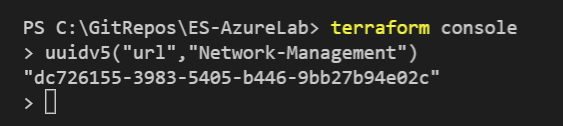 PS C:\GitRepos\ES-AzureLab> terraform console
> uuidv5("url","Network-Management")
"dc726155-3983-5405-b446-9bb27b94e02c"
>